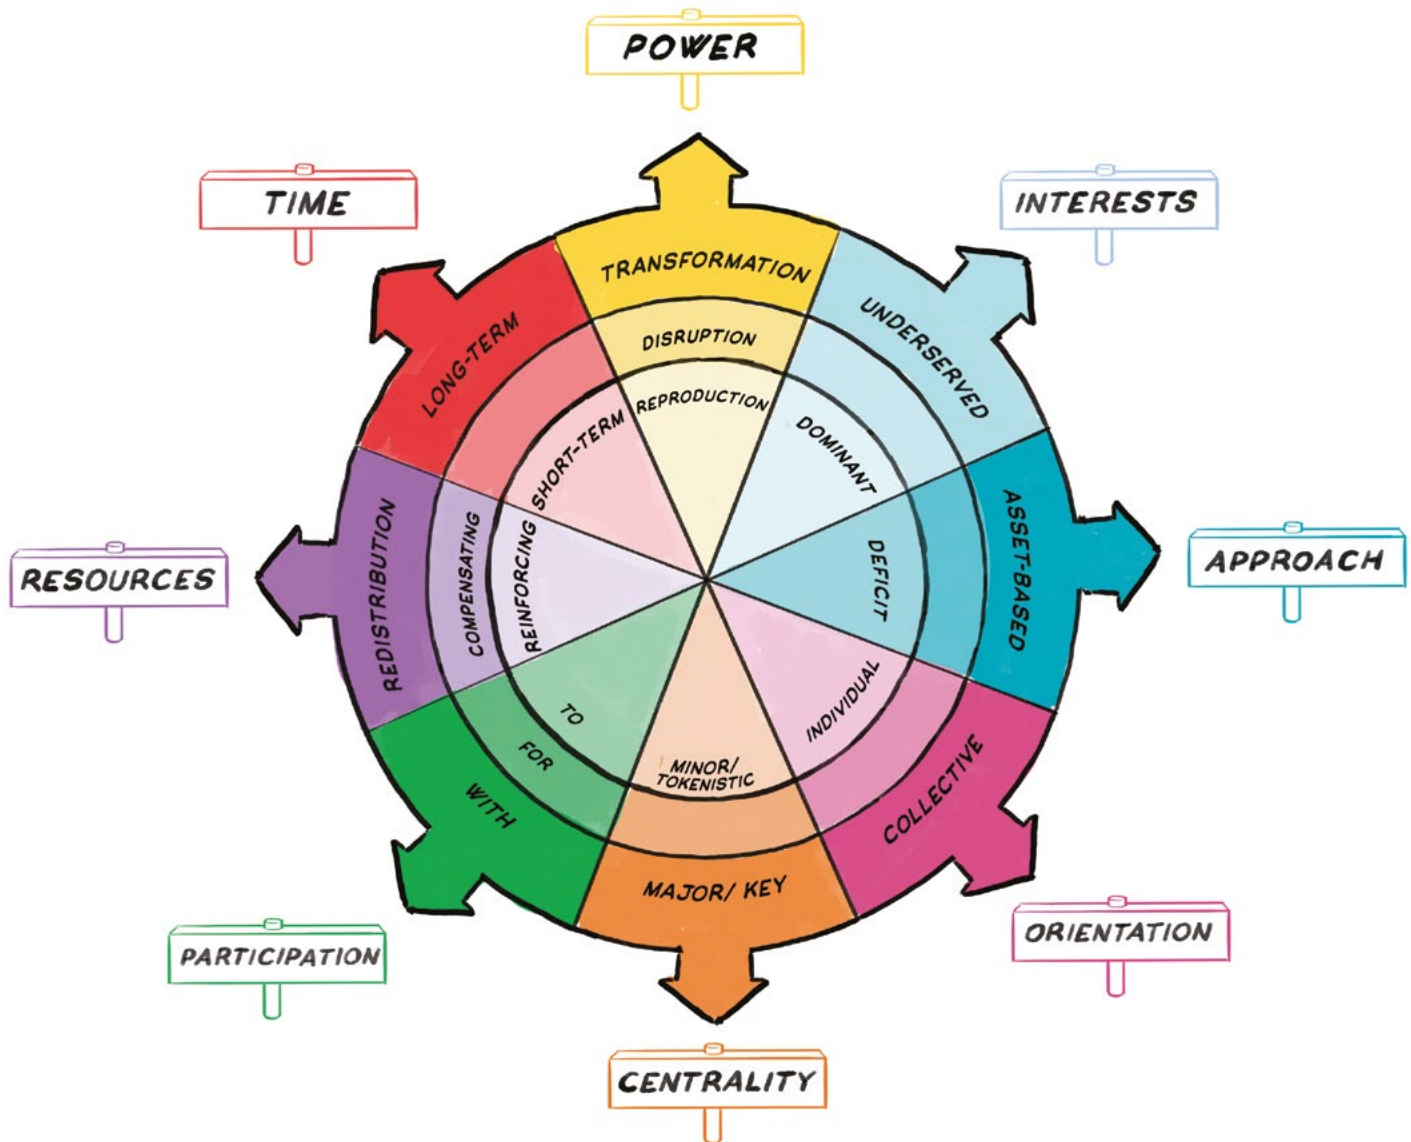 POWER
TIME
INTERESTS
TRANSFORMATION
DISRUPTION
REPRODUCTION
UNDERSERVED
DOMINANT
APPROACH
ASSET-BASED
DEFICIT
ORIENTATION
COLLECTIVE
INDIVIDUAL
CENTRALITY
MAJOR/ KEY
MINOR/
TOKENISTIC
PARTICIPATION
WITH
FOR
TO
RESOURCES
REDISTRIBUTION
COMPENSATING
REINFORCING
LONG-TERM
SHORT-TERM